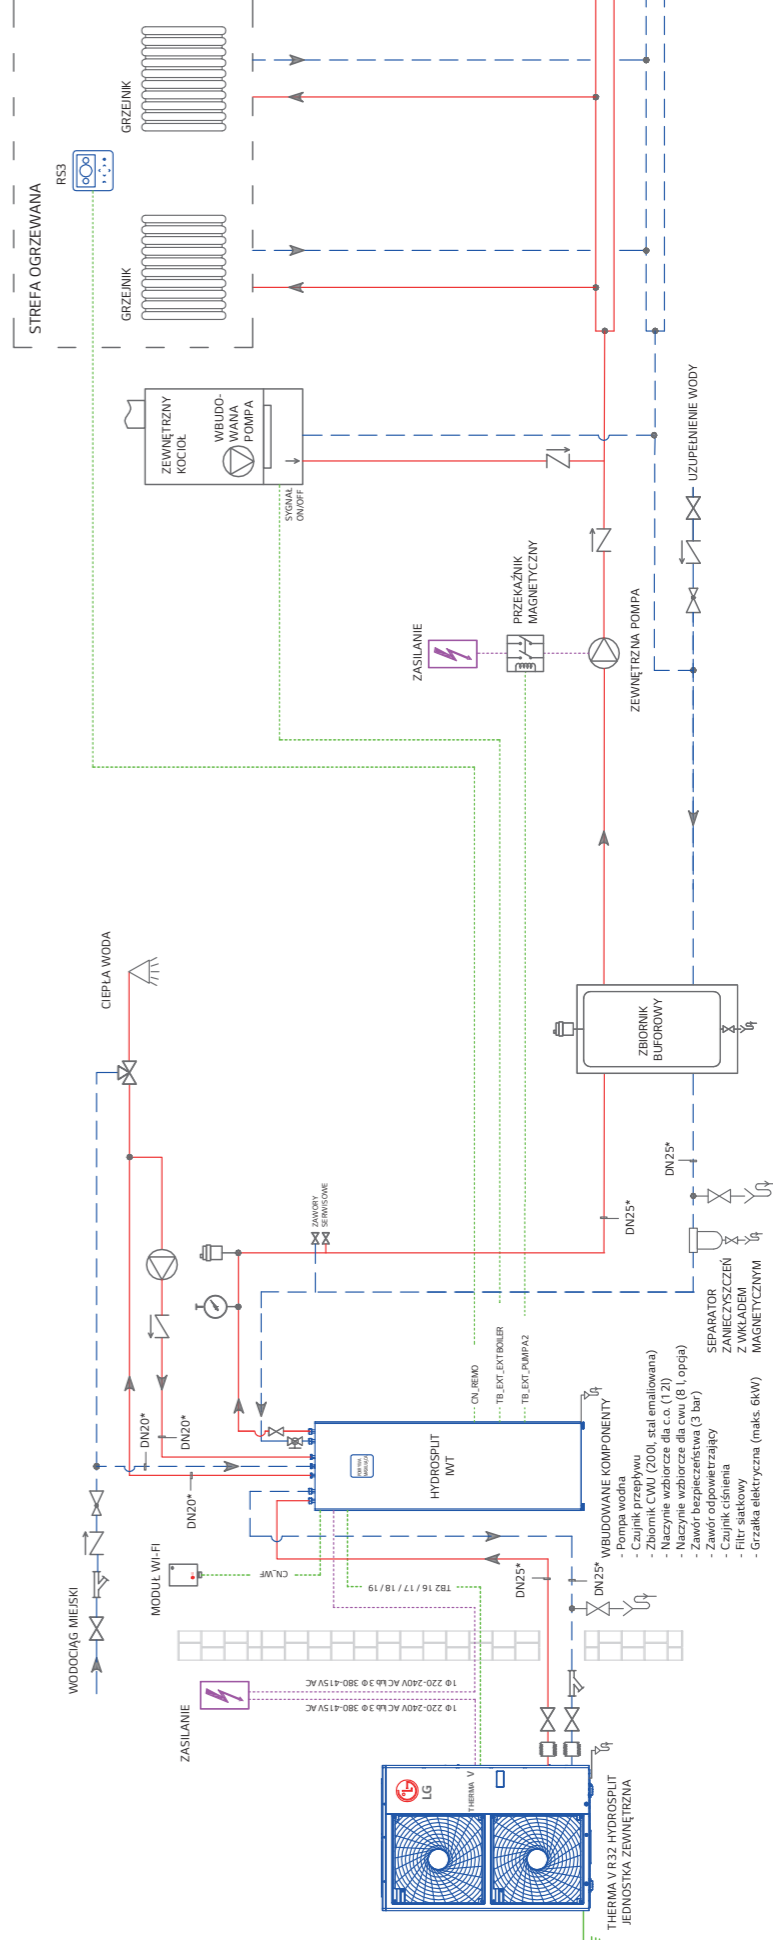 THERMA V R32 HYDROSPLIT
JEDNOSTKA ZEWNĘTRZNA
LG
THERMA V
ZASILANIE
1Φ 220-240V AC Lub 3Φ 380-415V AC
1Φ 220-240V AC Lub 3Φ 380-415V AC
WODOCIĄG MIEJSKI
MODUŁ WI-FI
CN_WF
TB2 16 / 17 / 18 / 19
DN25*
DN25*
DN20*
DN20*
DN20*
HYDROSPLIT
IWT
WBUDOWANE KOMPONENTY
- Pompa wodna
- Czujnik przepływu
- Zbiornik CWU (200l, stal emaliowana)
- Naczynie wzbiorcze dla c.o. (12l)
- Naczynie wzbiorcze dla cwu (8 l, opcja)
- Zawór bezpieczeństwa (3 bar)
- Zawór odpowietrzający
- Czujnik ciśnienia
- Filtr siatkowy
- Grzałka elektryczna (maks. 6kW)
CN_REMO
TB_EXT_EXT BOILER
TB_EXT_PUMPA2
SEPARATOR
ZANIECZYSZCZEŃ
Z WKŁADEM
MAGNETYCZNYM
ZAWORY
SERWISOWE
DN25*
DN25*
CIEPŁA WODA
ZBIORNIK
BUFOROWY
ZASILANIE
PRZEKAŹNIK
MAGNETYCZNY
ZEWNĘTRZNA POMPA
UZUPEŁNIENIE WODY
ZEWNĘTRZNY
KOCIOŁ
WBUDO-
WANA
POMPA
SYGNAŁ
ON/OFF
STREFA OGRZEWANA
GRZEJNIK
RS3
GRZEJNIK